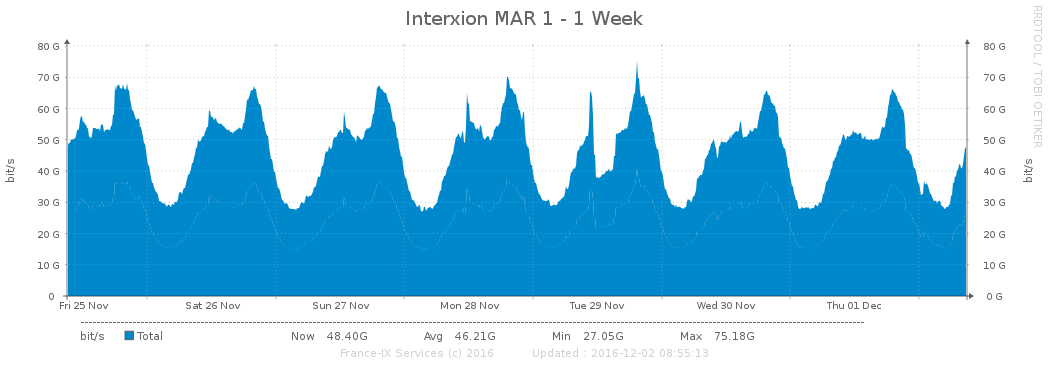 Interxion MAR 1 - 1 Week
RRDTOOL / TOBI OETIKER
bit/s
80 G
70 G
60 G
50 G
40 G
30 G
20 G
10 G
0
80 G
70 G
60 G
50 G
40 G
30 G
20 G
10 G
0 G
bit/s
Fri 25 Nov Sat 26 Nov Sun 27 Nov Mon 28 Nov Tue 29 Nov Wed 30 Nov Thu 01 Dec
bit/s Total Now 48.40G Avg 46.21G Min 27.05G Max 75.18G
France-IX Services (c) 2016 Updated : 2016-12-02 08:55:13